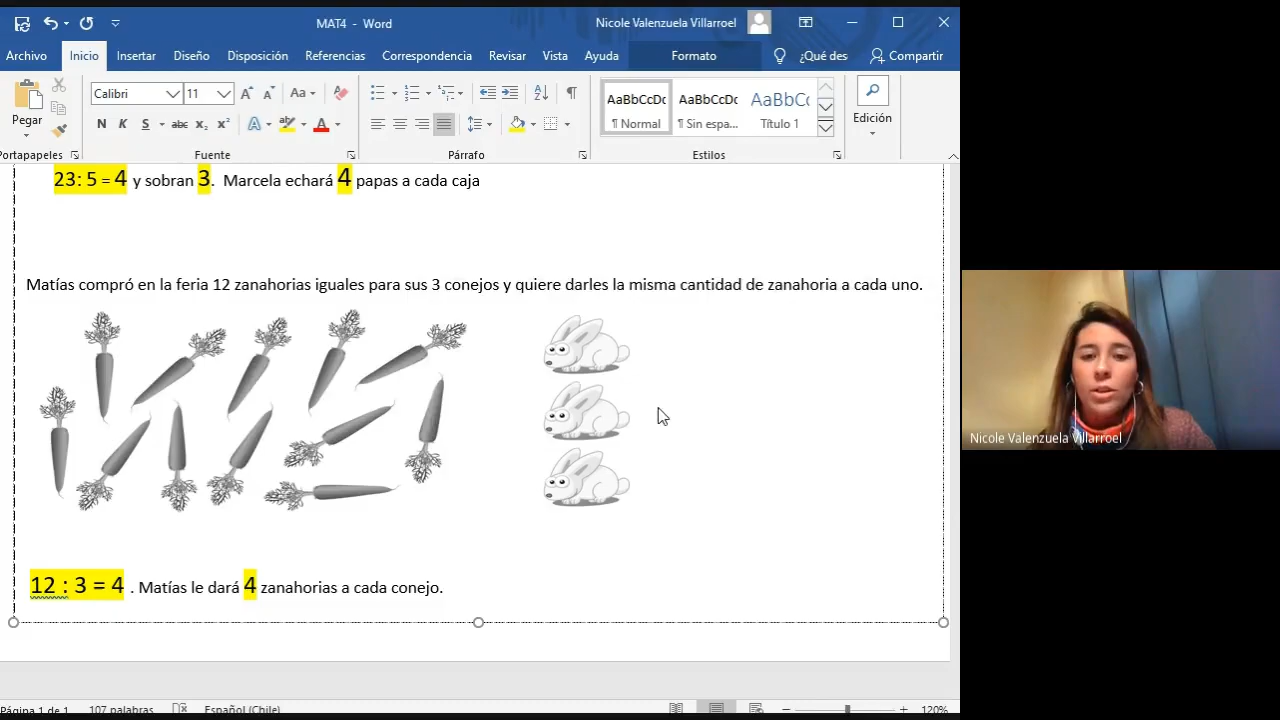 MAT4 - Word
Nicole Valenzuela Villarroel
Archivo Inicio Insertar Diseño Disposición Referencias Correspondencia Revisar Vista Ayuda Formato ¿Qué des Compartir
Calibri 11
Pegar
N K S abc x₂ x²
Portapapeles Fuente Párrafo Estilos
AaBbCcDc AaBbCcDc AaBbCc
¶ Normal ¶ Sin espa... Título 1
Edición
23: 5 = 4 y sobran 3. Marcela echará 4 papas a cada caja
Matías compró en la feria 12 zanahorias iguales para sus 3 conejos y quiere darles la misma cantidad de zanahoria a cada uno.
12 : 3 = 4 . Matías le dará 4 zanahorias a cada conejo.
Página 1 de 1 107 palabras Español (Chile) 120%
Nicole Valenzuela Villarroel